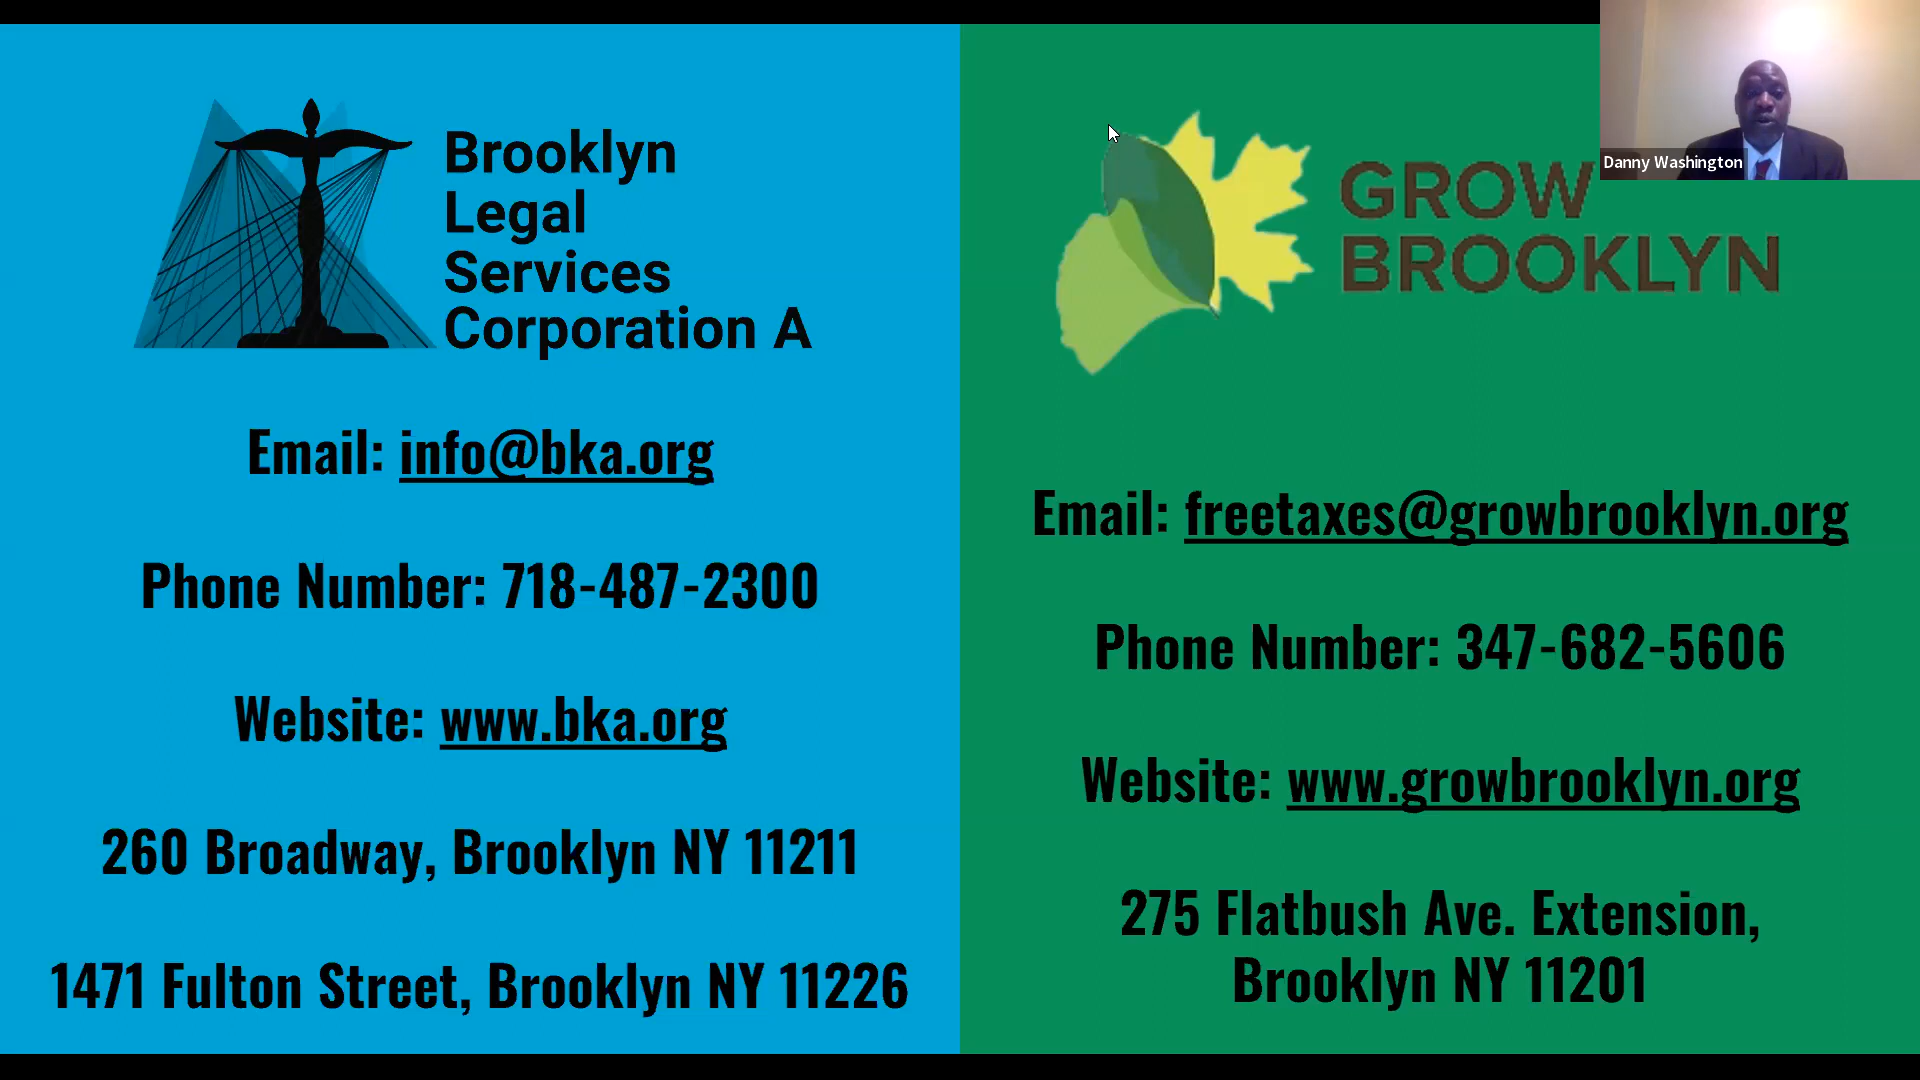 Brooklyn
Legal
Services
Corporation A
Email: info@bka.org
Phone Number: 718-487-2300
Website: www.bka.org
260 Broadway, Brooklyn NY 11211
1471 Fulton Street, Brooklyn NY 11226
GROW
BROOKLYN
Email: freetaxes@growbrooklyn.org
Phone Number: 347-682-5606
Website: www.growbrooklyn.org
275 Flatbush Ave. Extension,
Brooklyn NY 11201
Danny Washington